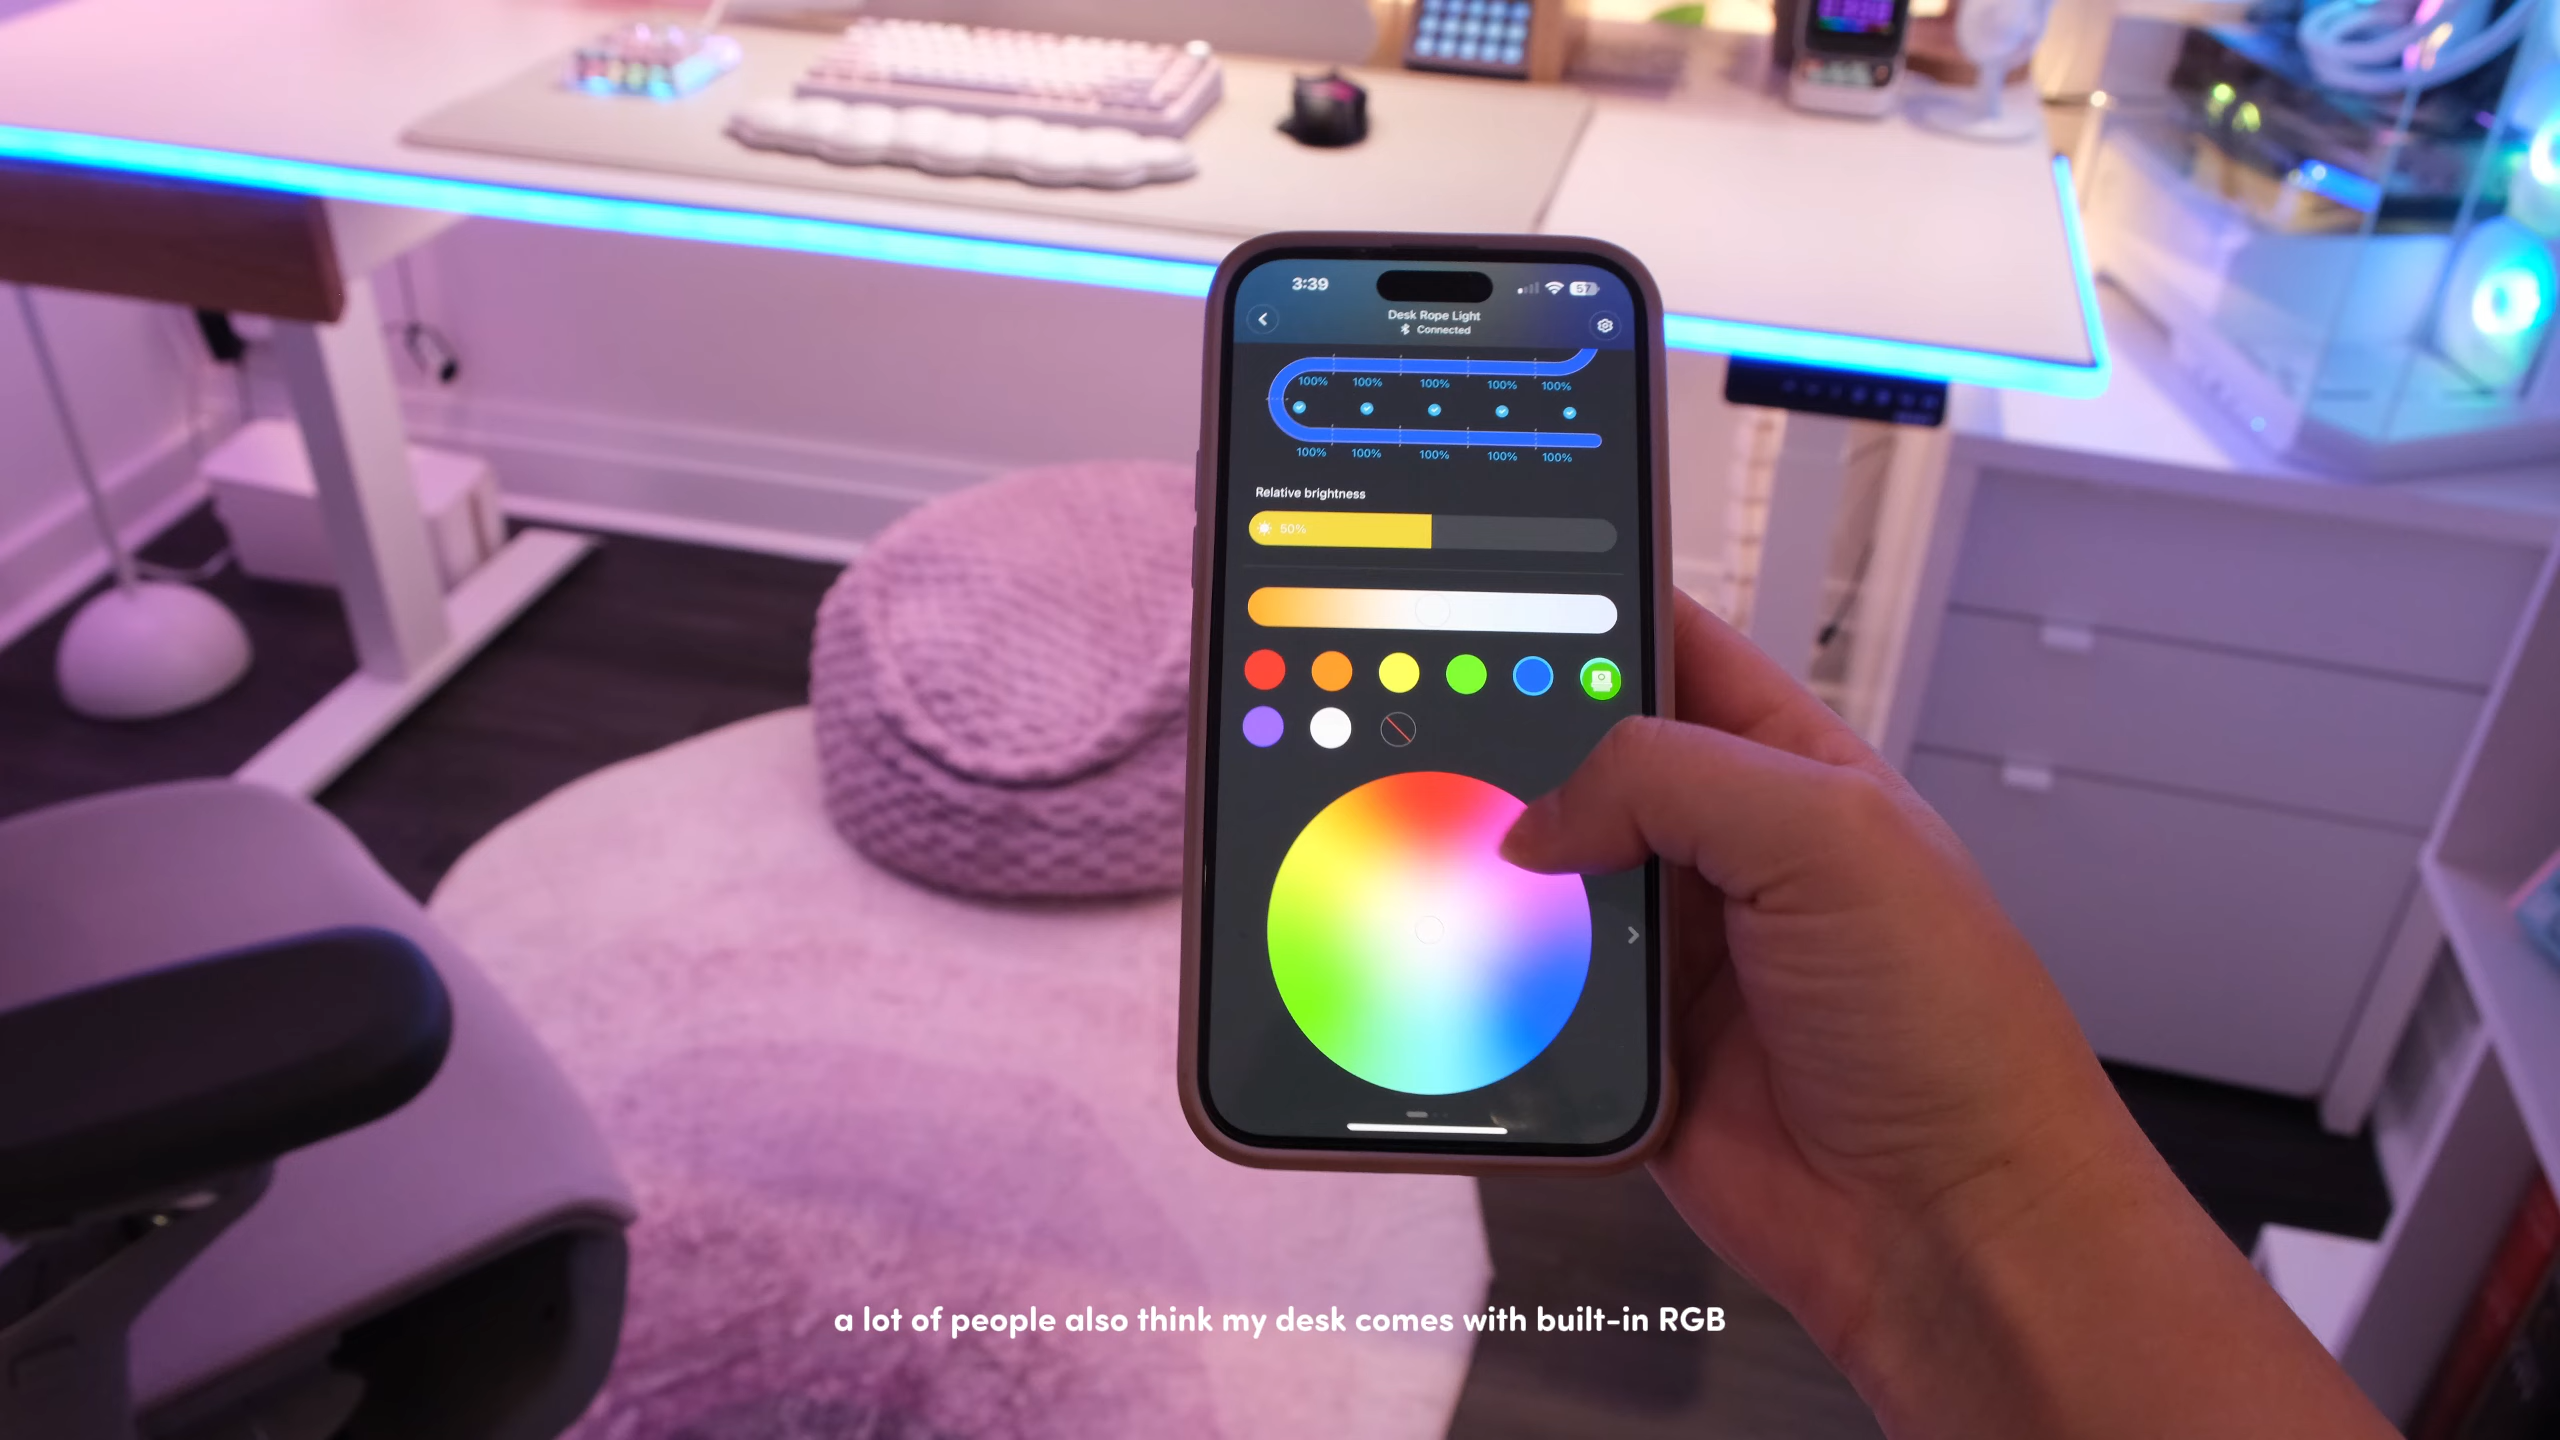 3:39
57
Desk Rope Light
Connected
100% 100% 100% 100% 100%
100% 100% 100% 100% 100%
Relative brightness
50%
a lot of people also think my desk comes with built-in RGB